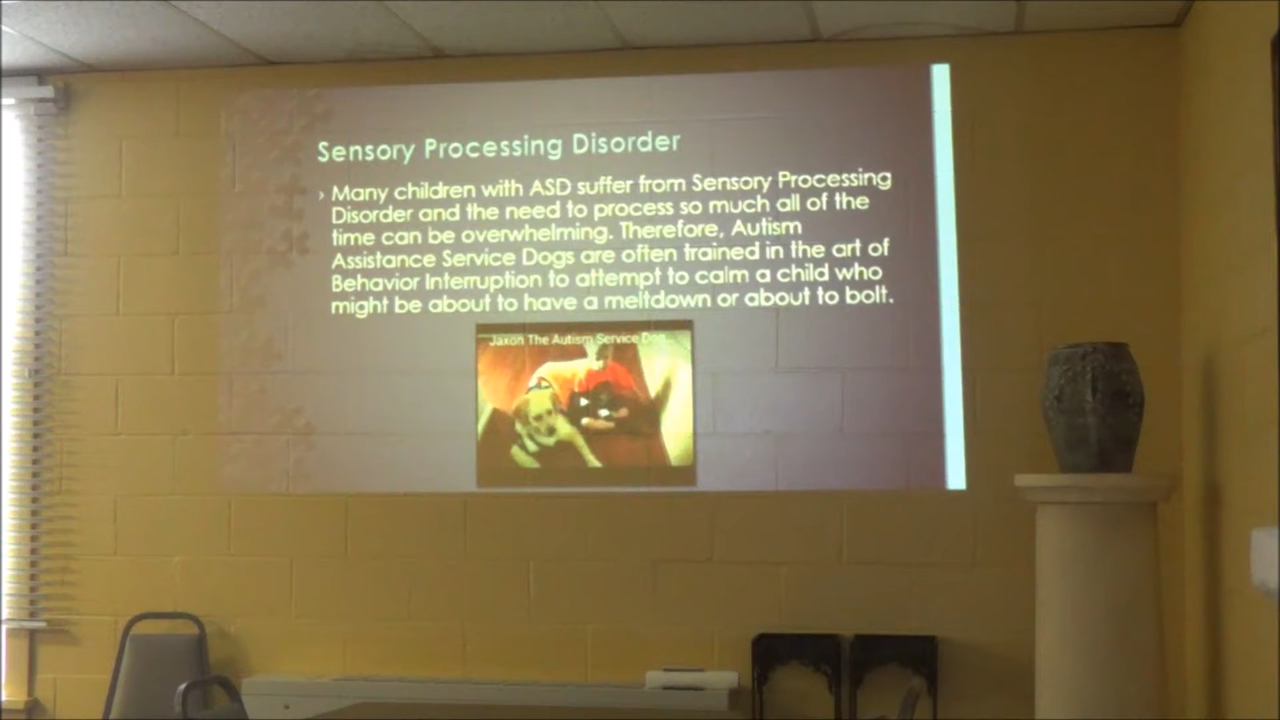 Sensory Processing Disorder
› Many children with ASD suffer from Sensory Processing
Disorder and the need to process so much all of the
time can be overwhelming. Therefore, Autism
Assistance Service Dogs are often trained in the art of
Behavior Interruption to attempt to calm a child who
might be about to have a meltdown or about to bolt.
Jaxon The Autism Service Dog...